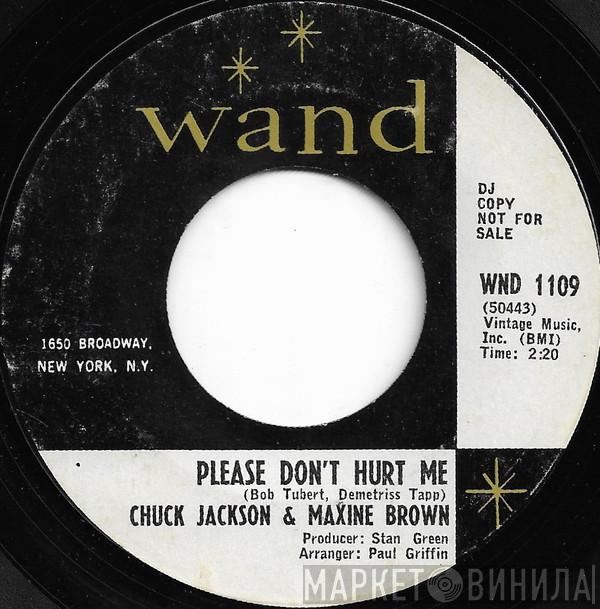 wand
DJ
COPY
NOT FOR
SALE
WND 1109
(50443)
Vintage Music,
Inc. (BMI)
Time: 2:20
1650 BROADWAY,
NEW YORK, N.Y.
PLEASE DON'T HURT ME
(Bob Tubert, Demetriss Tapp)
CHUCK JACKSON & MAXINE BROWN
Producer: Stan Green
Arranger: Paul Griffin
МАРКЕТ ВИНИЛА